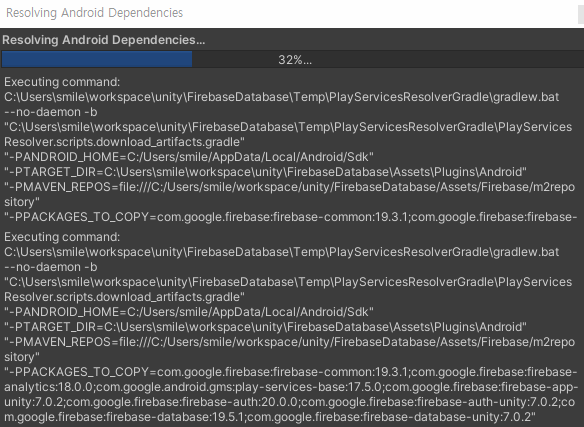 Resolving Android Dependencies
Resolving Android Dependencies...
32%...
Executing command:
C:\Users\smile\workspace\unity\FirebaseDatabase\Temp\PlayServicesResolverGradle\gradlew.bat
--no-daemon -b
"C:\Users\smile\workspace\unity\FirebaseDatabase\Temp\PlayServicesResolverGradle\PlayServices
Resolver.scripts.download_artifacts.gradle"
"-PANDROID_HOME=C:/Users/smile/AppData/Local/Android/Sdk"
"-PTARGET_DIR=C:\Users\smile\workspace\unity\FirebaseDatabase\Assets\Plugins\Android"
"-PMAVEN_REPOS=file:///C:/Users/smile/workspace/unity/FirebaseDatabase/Assets/Firebase/m2rep
ository"
"-PPACKAGES_TO_COPY=com.google.firebase:firebase-common:19.3.1;com.google.firebase:firebase-
Executing command:
C:\Users\smile\workspace\unity\FirebaseDatabase\Temp\PlayServicesResolverGradle\gradlew.bat
--no-daemon -b
"C:\Users\smile\workspace\unity\FirebaseDatabase\Temp\PlayServicesResolverGradle\PlayServices
Resolver.scripts.download_artifacts.gradle"
"-PANDROID_HOME=C:/Users/smile/AppData/Local/Android/Sdk"
"-PTARGET_DIR=C:\Users\smile\workspace\unity\FirebaseDatabase\Assets\Plugins\Android"
"-PMAVEN_REPOS=file:///C:/Users/smile/workspace/unity/FirebaseDatabase/Assets/Firebase/m2rep
ository"
"-PPACKAGES_TO_COPY=com.google.firebase:firebase-common:19.3.1;com.google.firebase:firebase-
analytics:18.0.0;com.google.android.gms:play-services-base:17.5.0;com.google.firebase:firebase-app-
unity:7.0.2;com.google.firebase:firebase-auth:20.0.0;com.google.firebase:firebase-auth-unity:7.0.2;co
m.google.firebase:firebase-database:19.5.1;com.google.firebase:firebase-database-unity:7.0.2"